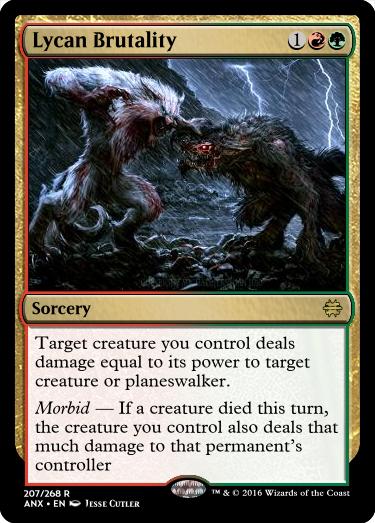 Lycan Brutality 1
Sorcery
Target creature you control deals
damage equal to its power to target
creature or planeswalker.
Morbid — If a creature died this turn,
the creature you control also deals that
much damage to that permanent's
controller
207/268 R
ANX • EN Jesse Cutler
™ & © 2016 Wizards of the Coast